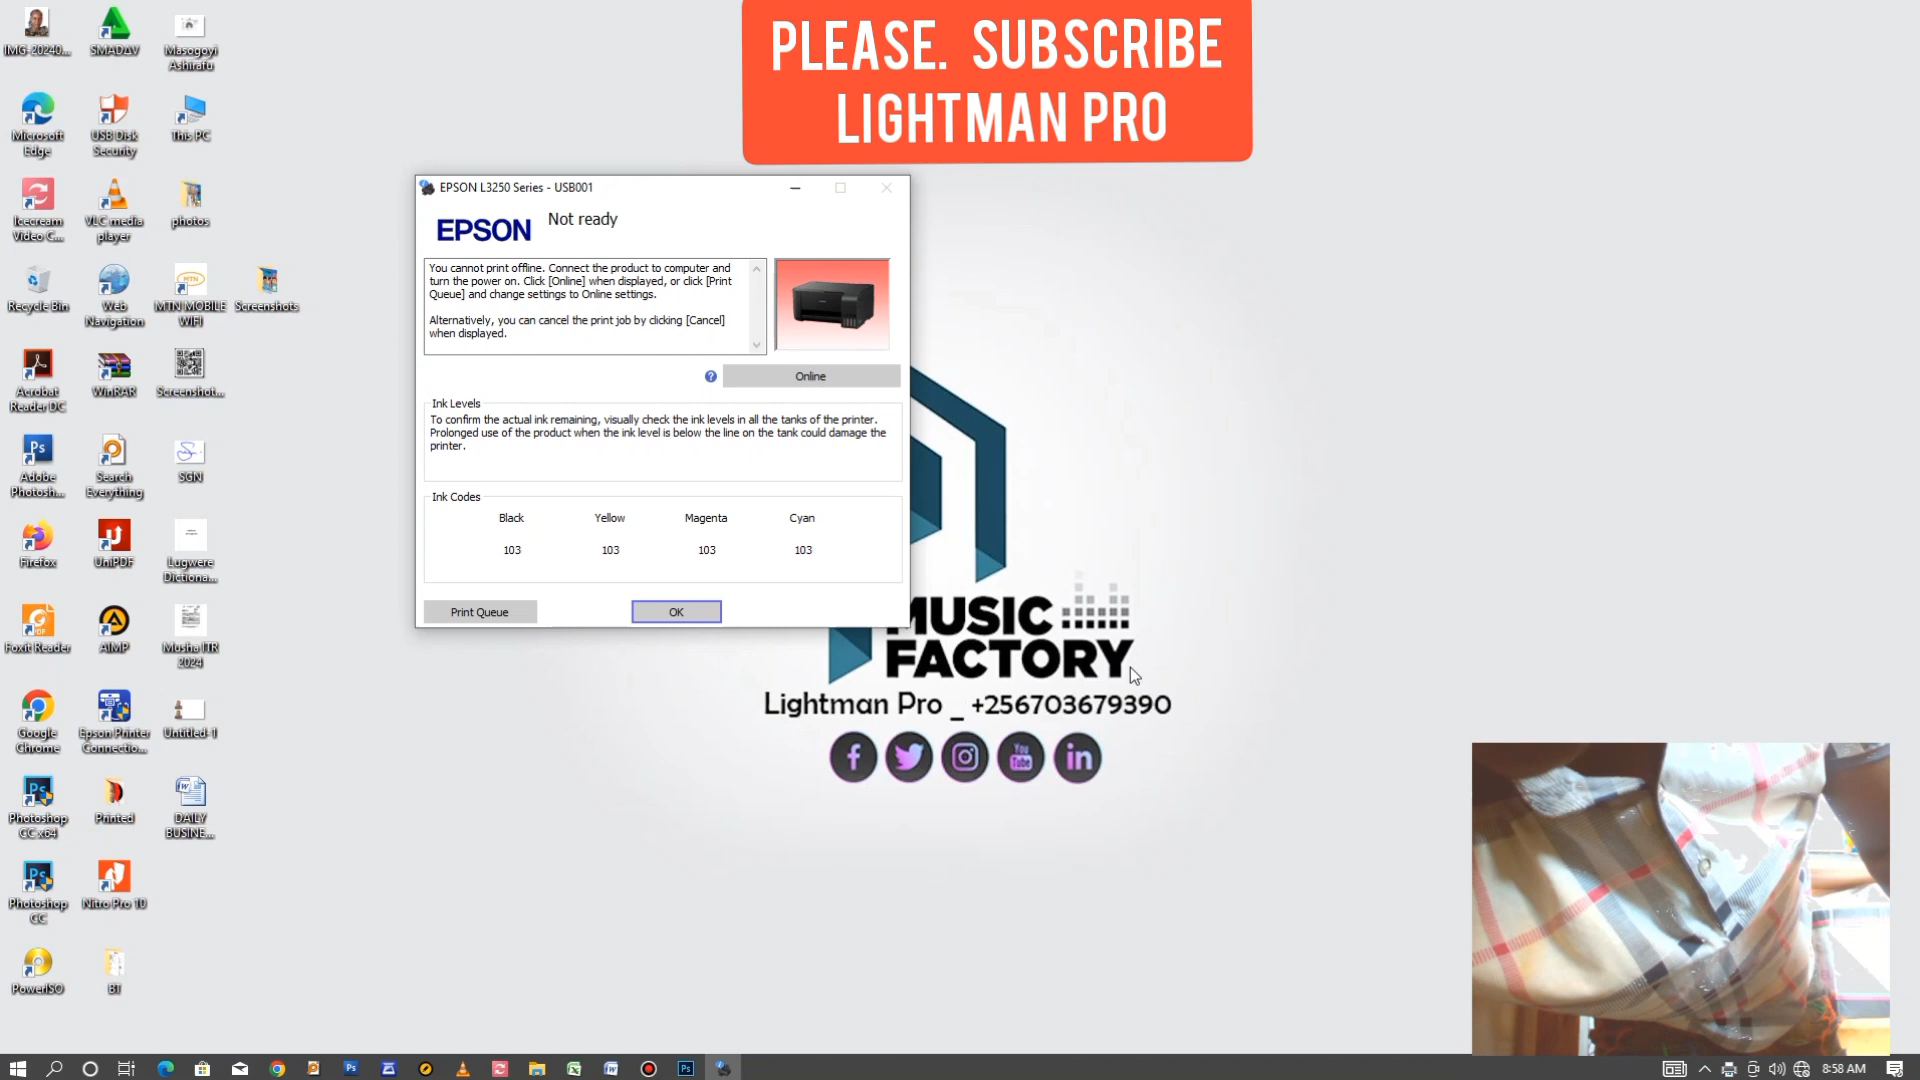 PLEASE. SUBSCRIBE
LIGHTMAN PRO
IMG-20240...
SMADAV
Masogoyi
Ashirafu
Microsoft
Edge
USB Disk
Security
This PC
Icecream
Video C...
VLC media
player
photos
Recycle Bin
Web
Navigation
MTN MOBILE
WIFI
Screenshots
Acrobat
Reader DC
WinRAR
Screenshot...
Adobe
Photosh...
Search
Everything
SGN
Firefox
UniPDF
Lugwere
Dictiona...
Foxit Reader
AIMP
Musha ITR
2024
Google
Chrome
Epson Printer
Connectio...
Untitled-1
Photoshop
CC x64
Printed
DAILY
BUSINE...
Photoshop
CC
Nitro Pro 10
PowerISO
BT
EPSON L3250 Series - USB001
EPSON
Not ready
You cannot print offline. Connect the product to computer and
turn the power on. Click [Online] when displayed, or click [Print
Queue] and change settings to Online settings.
Alternatively, you can cancel the print job by clicking [Cancel]
when displayed.
Online
Ink Levels
To confirm the actual ink remaining, visually check the ink levels in all the tanks of the printer.
Prolonged use of the product when the ink level is below the line on the tank could damage the
printer.
Ink Codes
Black Yellow Magenta Cyan
103 103 103 103
Print Queue
OK
MUSIC
FACTORY
Lightman Pro _ +256703679390
You
Tube
8:58 AM